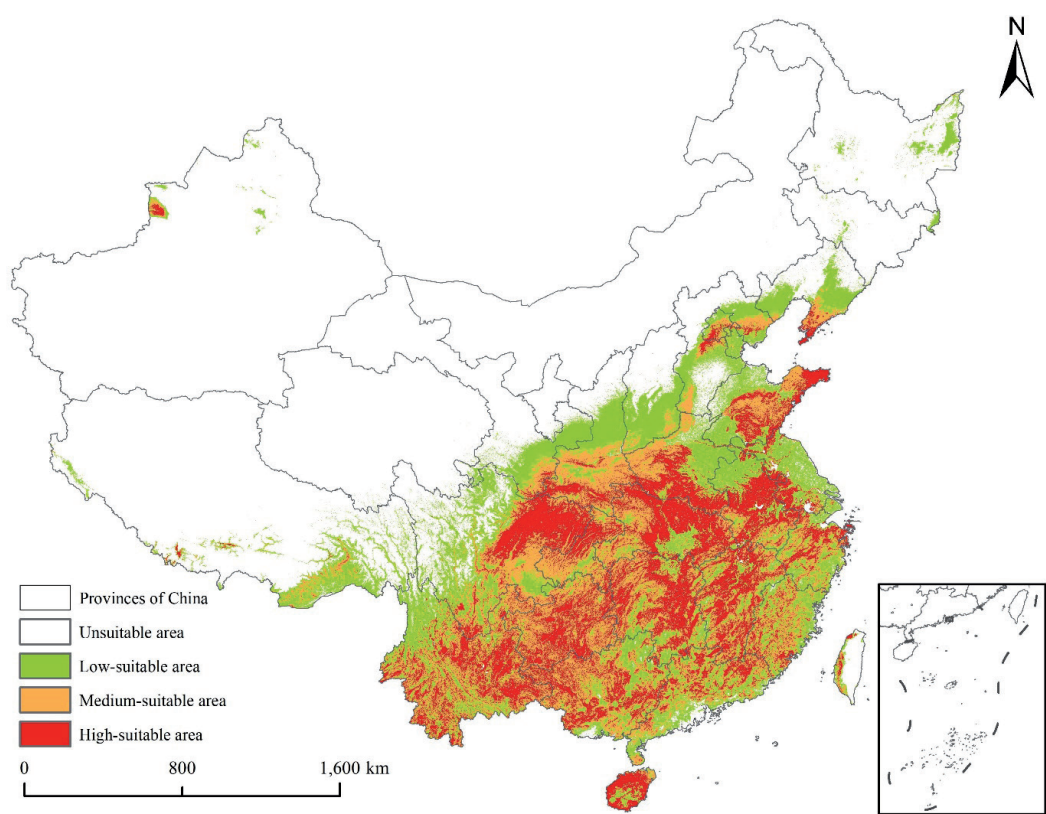 N
Provinces of China
Unsuitable area
Low-suitable area
Medium-suitable area
High-suitable area
0 800 1,600 km